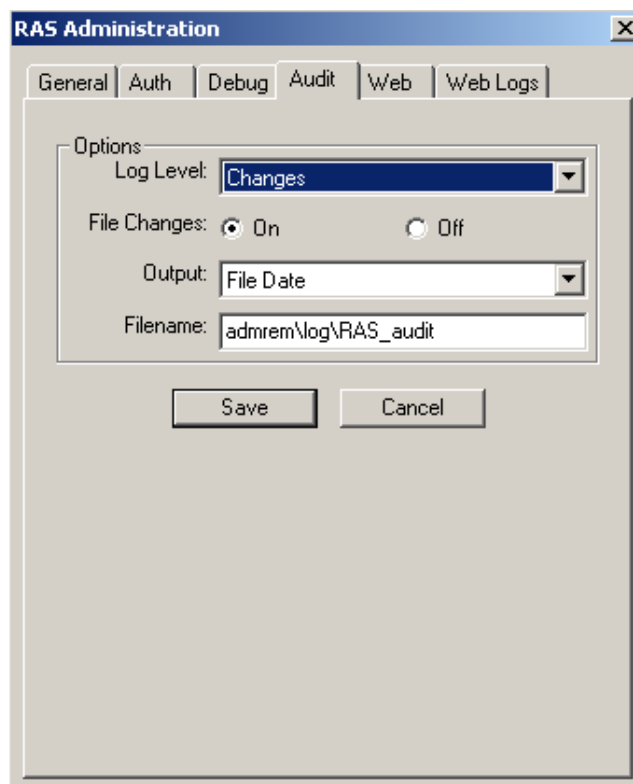 RAS Administration
General Auth Debug Audit Web Web Logs
Options
Log Level: Changes
File Changes: On Off
Output: File Date
Filename: admrem\log\RAS_audit
Save Cancel